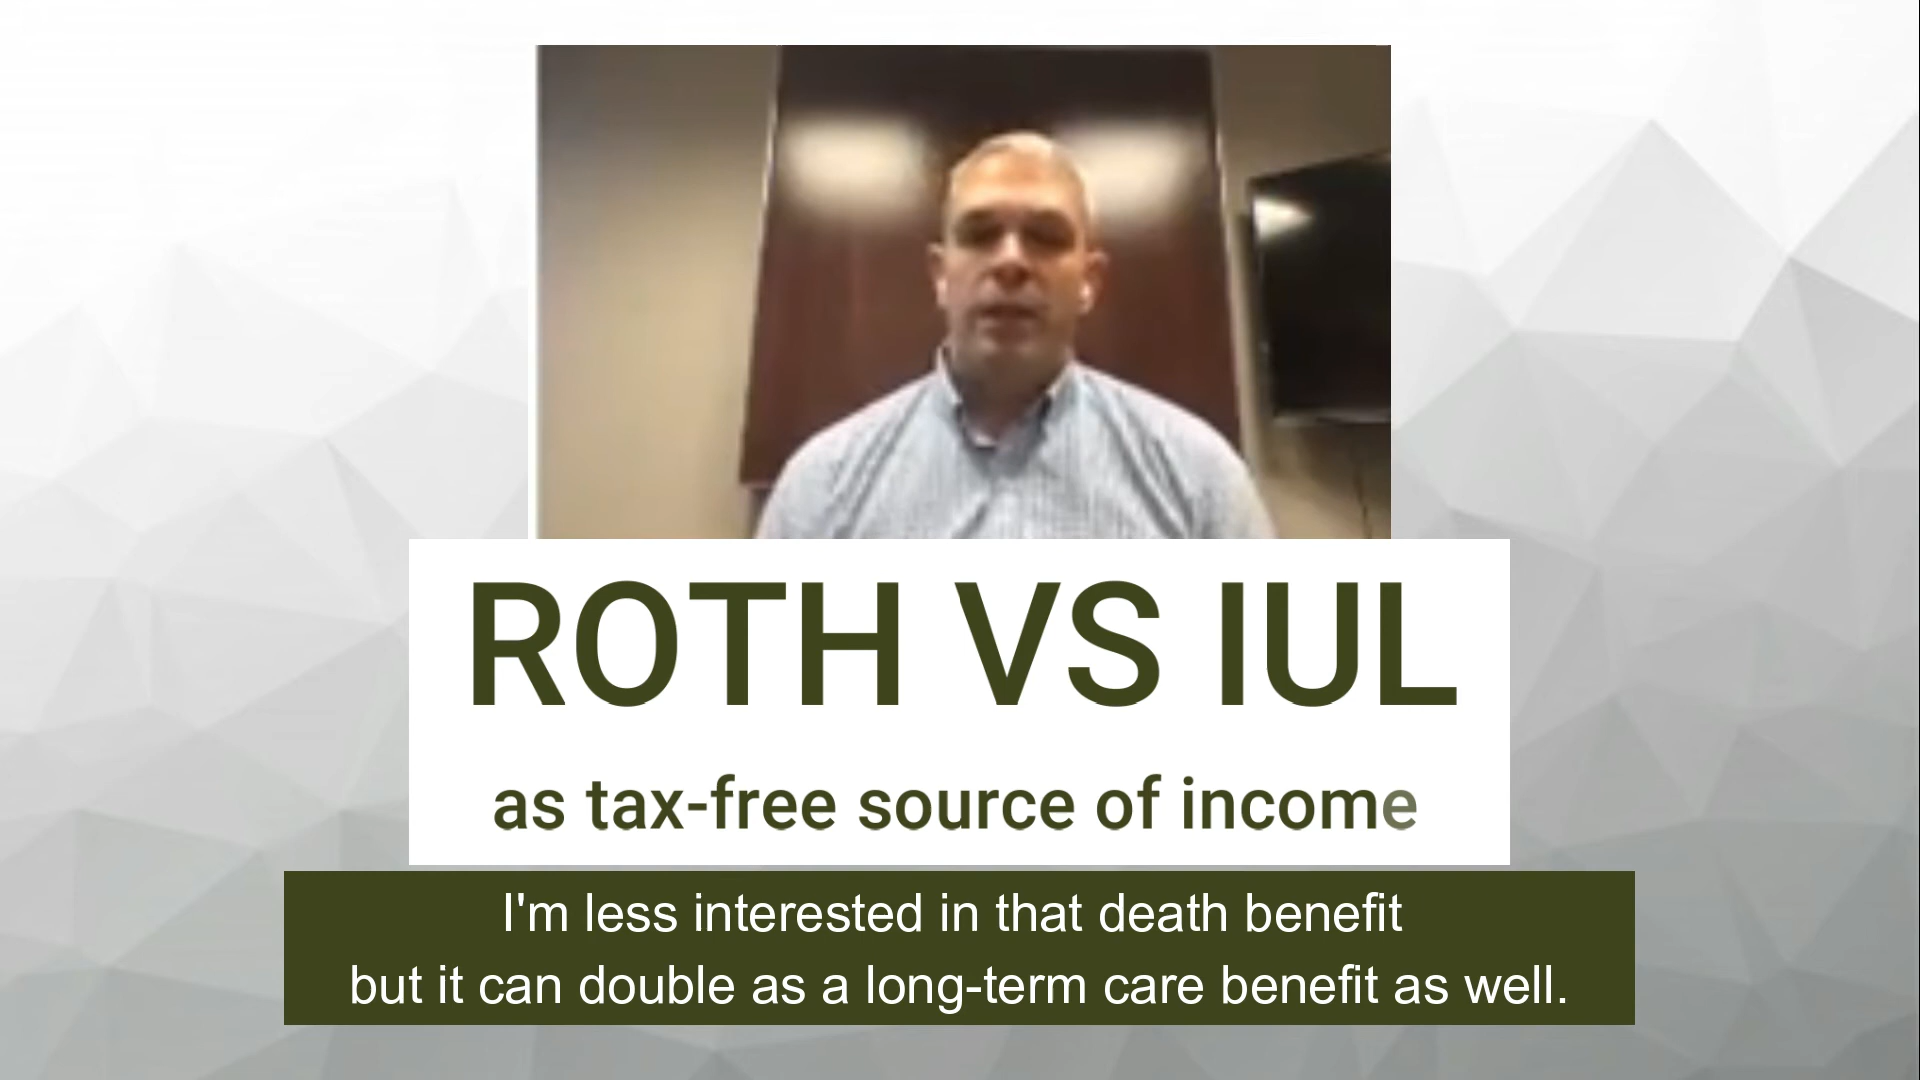 ROTH VS IUL
as tax-free source of income
I'm less interested in that death benefit
but it can double as a long-term care benefit as well.